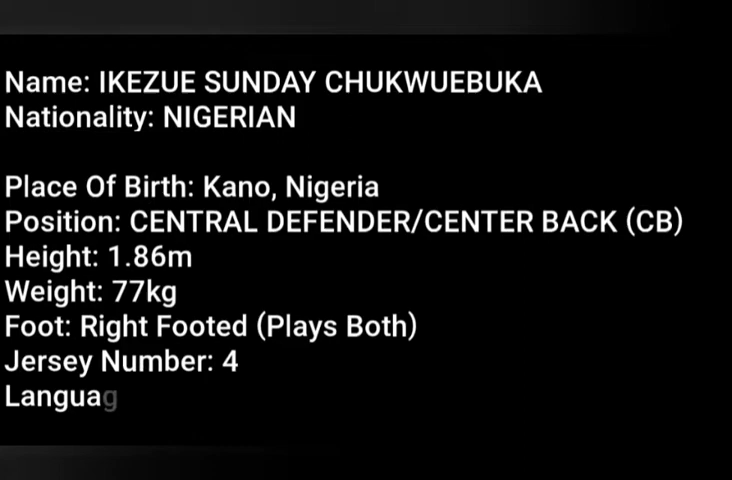 Name: IKEZUE SUNDAY CHUKWUEBUKA
Nationality: NIGERIAN
Place Of Birth: Kano, Nigeria
Position: CENTRAL DEFENDER/CENTER BACK (CB)
Height: 1.86m
Weight: 77kg
Foot: Right Footed (Plays Both)
Jersey Number: 4
Languag